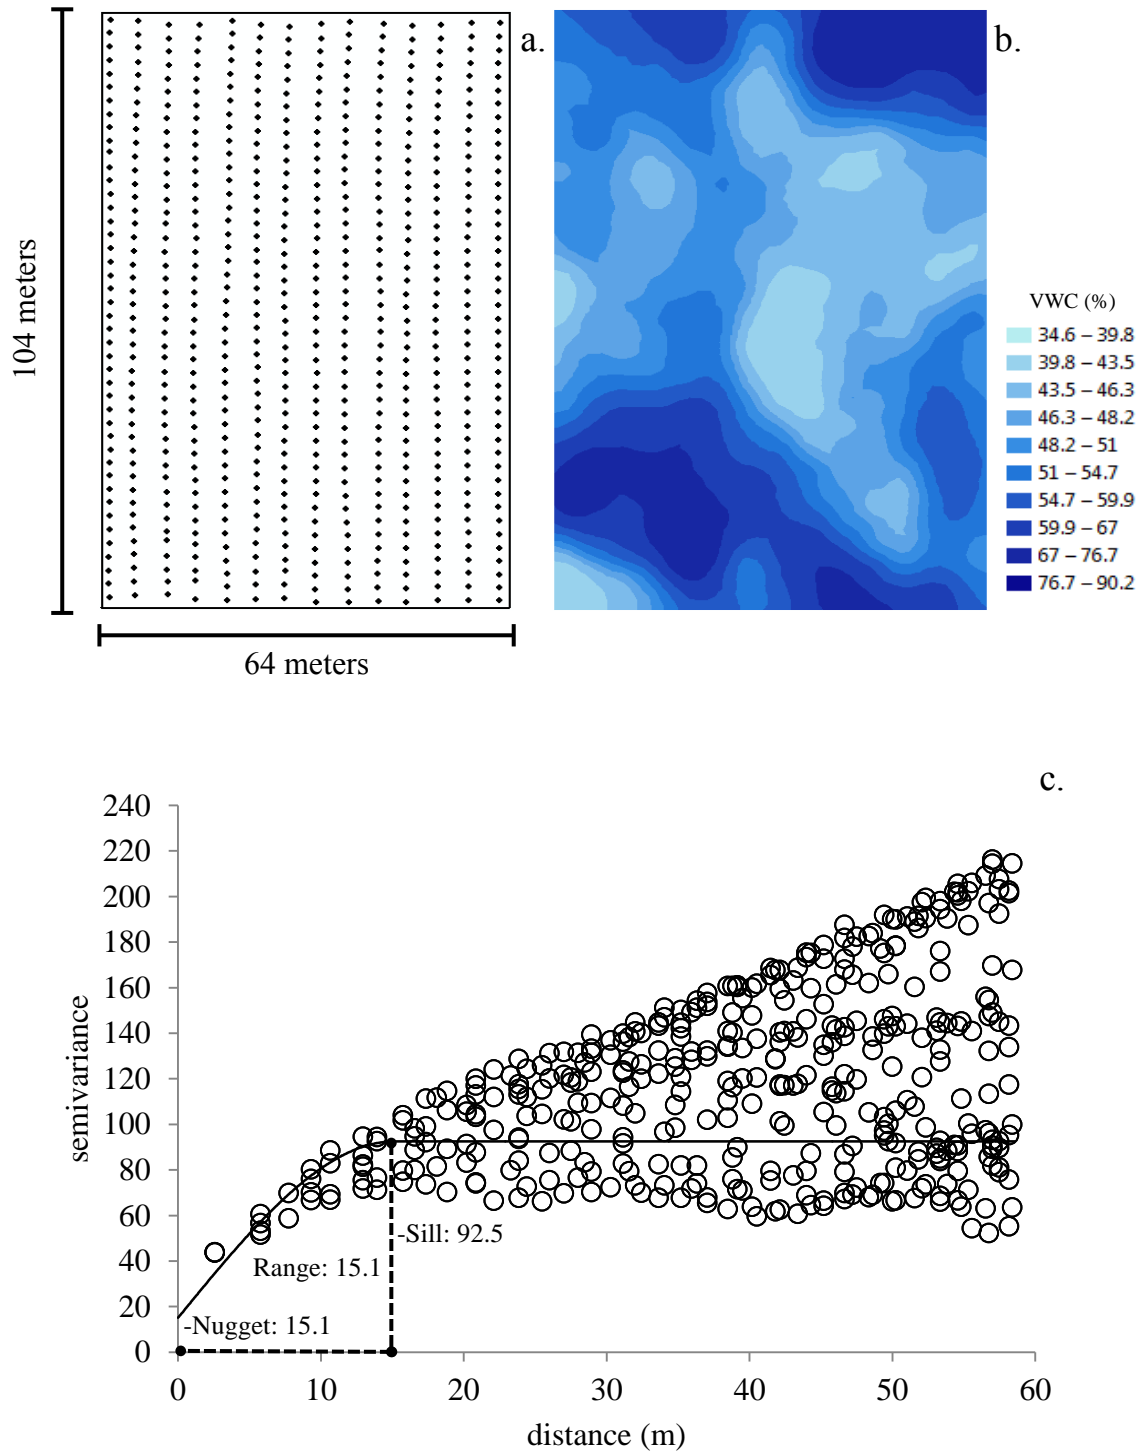 a.
b.
104 meters
64 meters
VWC (%)
34.6 – 39.8
39.8 – 43.5
43.5 – 46.3
46.3 – 48.2
48.2 – 51
51 – 54.7
54.7 – 59.9
59.9 – 67
67 – 76.7
76.7 – 90.2
c.
semivariance
240
220
200
180
160
140
120
100
80
60
40
20
0
-Sill: 92.5
Range: 15.1
-Nugget: 15.1
0 10 20 30 40 50 60
distance (m)